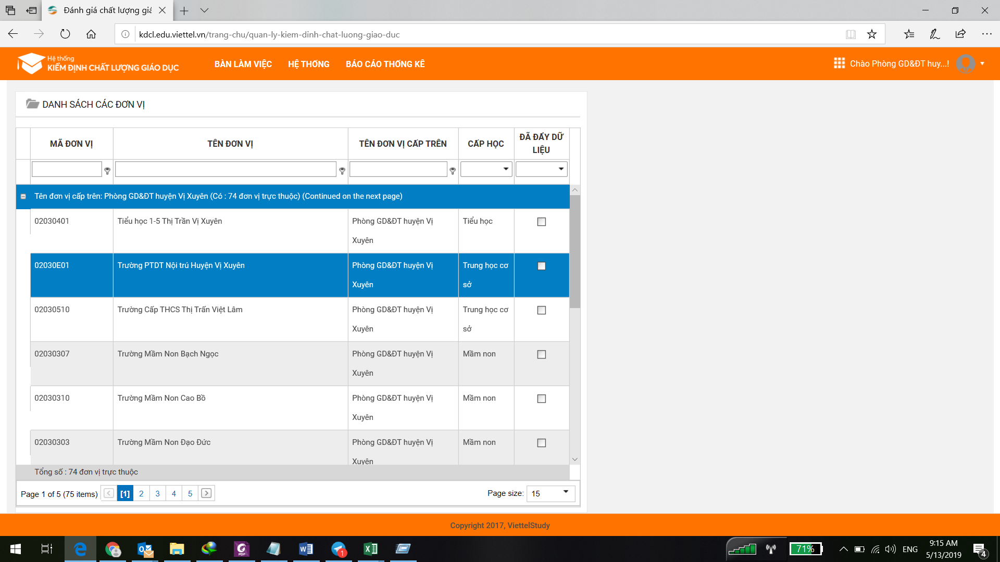 Đánh giá chất lượng giá
kdcl.edu.viettel.vn/trang-chu/quan-ly-kiem-dinh-chat-luong-giao-duc
Hệ thống
KIỂM ĐỊNH CHẤT LƯỢNG GIÁO DỤC
BÀN LÀM VIỆC HỆ THỐNG BÁO CÁO THỐNG KÊ
Chào Phòng GD&ĐT huy...!
DANH SÁCH CÁC ĐƠN VỊ
MÃ ĐƠN VỊ TÊN ĐƠN VỊ TÊN ĐƠN VỊ CẤP TRÊN CẤP HỌC ĐÃ ĐẨY DỮ
LIỆU
Tên đơn vị cấp trên: Phòng GD&ĐT huyện Vị Xuyên (Có : 74 đơn vị trực thuộc) (Continued on the next page)
02030401 Tiểu học 1-5 Thị Trần Vị Xuyên Phòng GD&ĐT huyện Vị Tiểu học
Xuyên
02030E01 Trường PTDT Nội trú Huyện Vị Xuyên Phòng GD&ĐT huyện Vị Trung học cơ
Xuyên sở
02030510 Trường Cấp THCS Thị Trấn Việt Lâm Phòng GD&ĐT huyện Vị Trung học cơ
Xuyên sở
02030307 Trường Mầm Non Bạch Ngọc Phòng GD&ĐT huyện Vị Mầm non
Xuyên
02030310 Trường Mầm Non Cao Bồ Phòng GD&ĐT huyện Vị Mầm non
Xuyên
02030303 Trường Mầm Non Đạo Đức Phòng GD&ĐT huyện Vị Mầm non
Xuyên
Tổng số : 74 đơn vị trực thuộc
Page 1 of 5 (75 items) [1] 2 3 4 5 Page size: 15
Copyright 2017, ViettelStudy
71% ENG 9:15 AM
5/13/2019
4
1
PDF